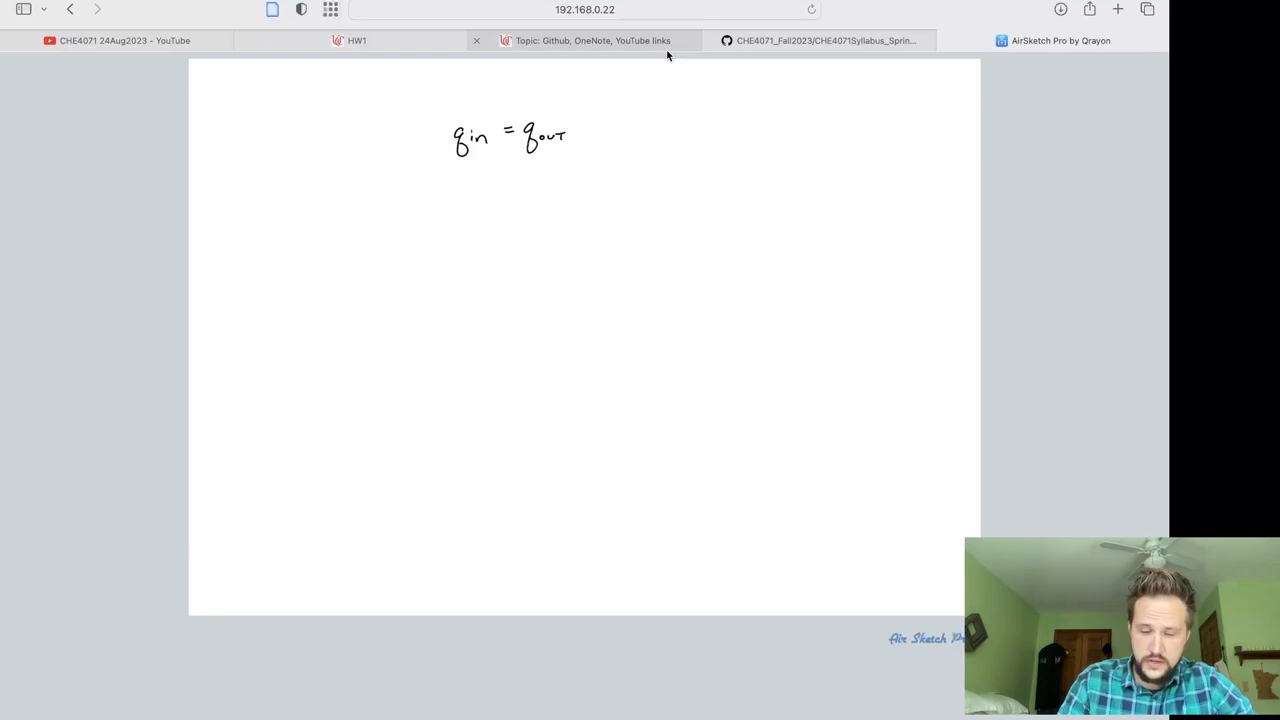 192.168.0.22
CHE4071 24Aug2023 - YouTube
HW1
Topic: Github, OneNote, YouTube links
CHE4071_Fall2023/CHE4071Syllabus_Sprin...
AirSketch Pro by Qrayon
qin = qOUT
Air Sketch Pr